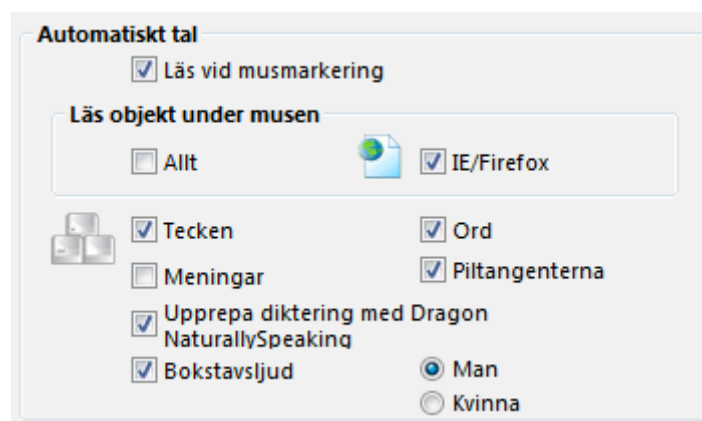 Automatiskt tal
Läs vid musmarkering
Läs objekt under musen
Allt
IE/Firefox
Tecken
Ord
Meningar
Piltangenterna
Upprepa diktering med Dragon
NaturallySpeaking
Bokstavsljud
Man
Kvinna